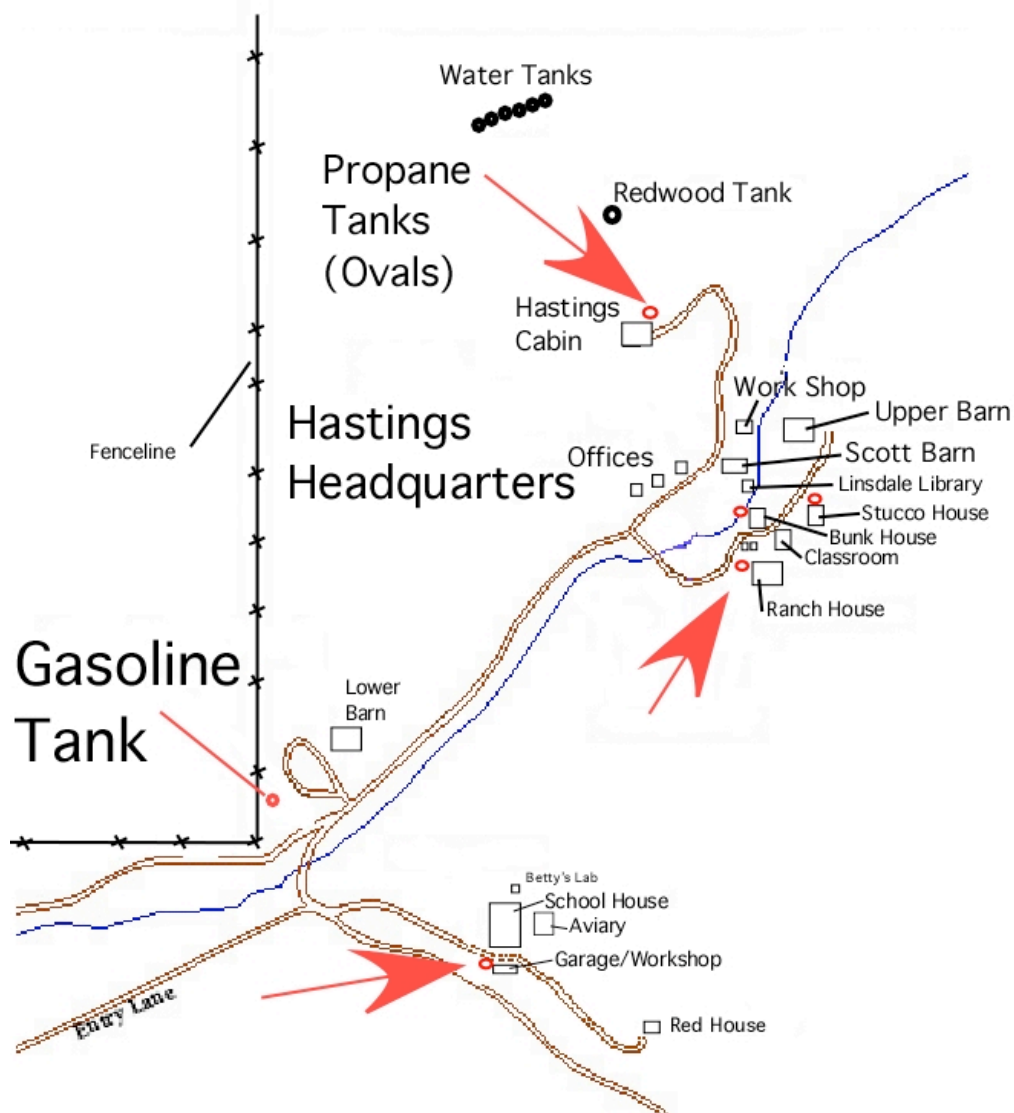 Water Tanks
Propane
Tanks
(Ovals)
Redwood Tank
Hastings
Cabin
Work Shop
Upper Barn
Hastings
Headquarters
Offices
Scott Barn
Linsdale Library
Stucco House
Bunk House
Classroom
Ranch House
Fenceline
Gasoline
Tank
Lower
Barn
Betty's Lab
School House
Aviary
Garage/Workshop
Entry Lane
Red House